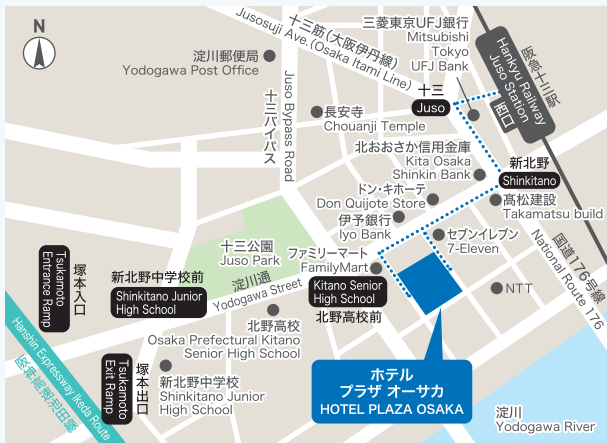 N
淀川郵便局
Yodogawa Post Office
十三筋(大阪伊丹線)
Jusosuji Ave.(Osaka Itami Line)
三菱東京UFJ銀行
Mitsubishi
Tokyo
UFJ Bank
阪急十三駅
Hankyu Railway
Juso Station
西口
十三バイパス
Juso Bypass Road
十三
Juso
長安寺
Chouanji Temple
北おおさか信用金庫
Kita Osaka
Shinkin Bank
新北野
Shinkitano
ドン・キホーテ
Don Quijote Store
髙松建設
Takamatsu build
伊予銀行
Iyo Bank
セブンイレブン
7-Eleven
国道176号線
National Route 176
十三公園
Juso Park
ファミリーマート
FamilyMart
淀川通
Yodogawa Street
Kitano Senior
High School
北野高校前
NTT
塚本入口
Tsukamoto
Entrance Ramp
新北野中学校前
Shinkitano Junior
High School
北野高校
Osaka Prefectural Kitano
Senior High School
塚本出口
Tsukamoto
Exit Ramp
新北野中学校
Shinkitano Junior
High School
Hanshin Expressway Ikeda Route
阪神高速池田線
ホテル
プラザ オーサカ
HOTEL PLAZA OSAKA
淀川
Yodogawa River